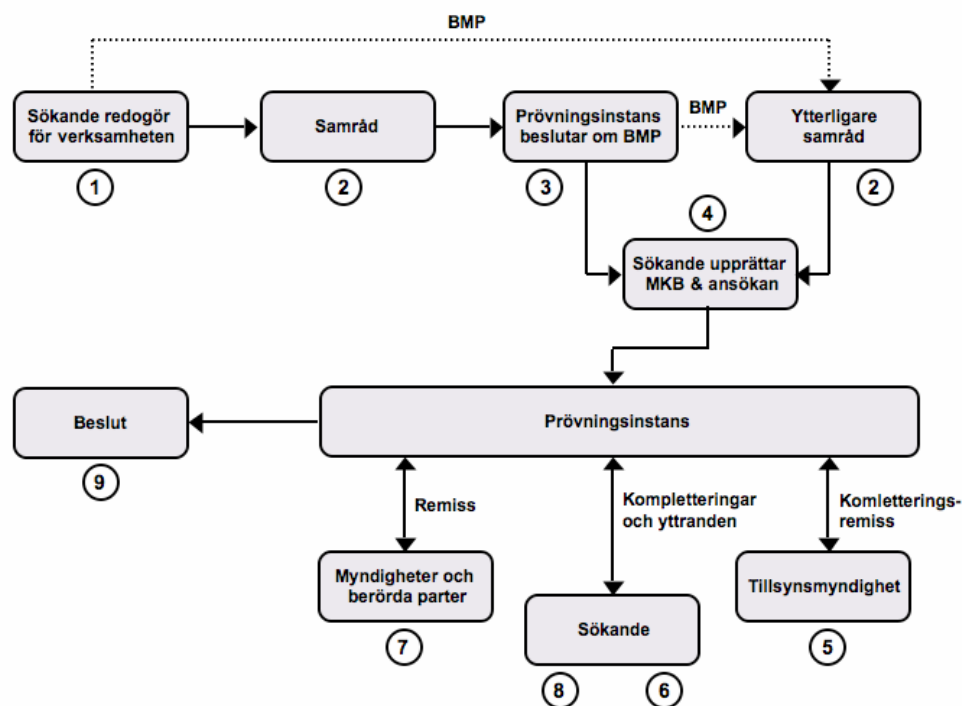 BMP
Sökande redogör
för verksamheten
Samråd
Prövningsinstans
beslutar om BMP
BMP
Ytterligare
samråd
1
2
3
4
2
Sökande upprättar
MKB & ansökan
Beslut
Prövningsinstans
9
Remiss
Kompletteringar
och yttranden
Komletterings-
remiss
Myndigheter och
berörda parter
Tillsynsmyndighet
Sökande
7
5
8
6